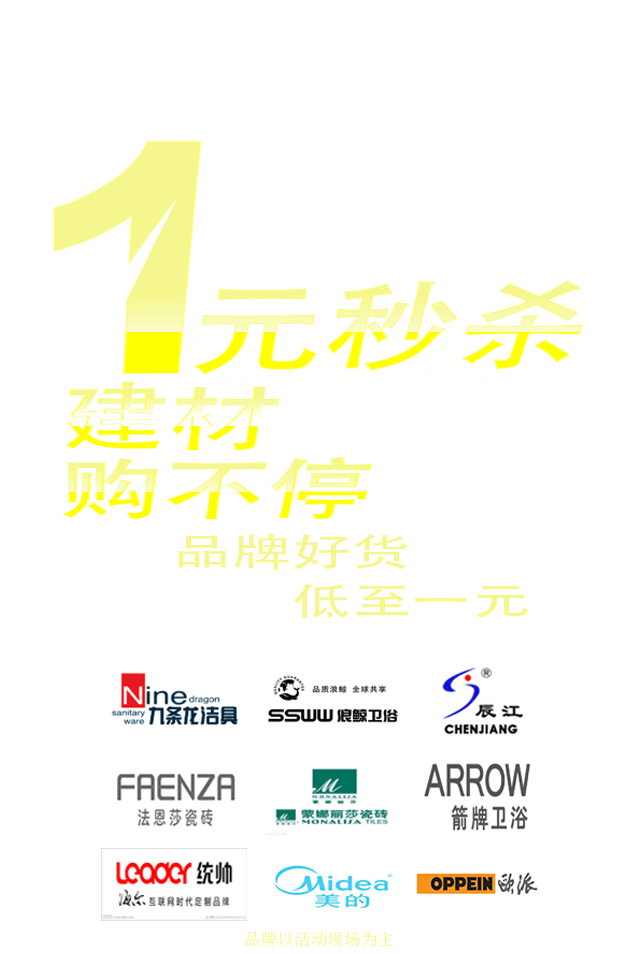 1元秒杀
建材
购不停
品牌好货
低至一元
Nine dragon
sanitary ware 九条龙洁具
品质浪鲸 全球共享
SSWW 浪鲸卫浴
®
辰江
CHENJIANG
FAENZA
法恩莎瓷砖
蒙娜丽莎瓷砖
MONALISA TILES
ARROW
箭牌卫浴
Leader 统帅
海尔 互联网时代定制品牌
Midea
美的
OPPEIN 欧派
品牌以活动现场为主